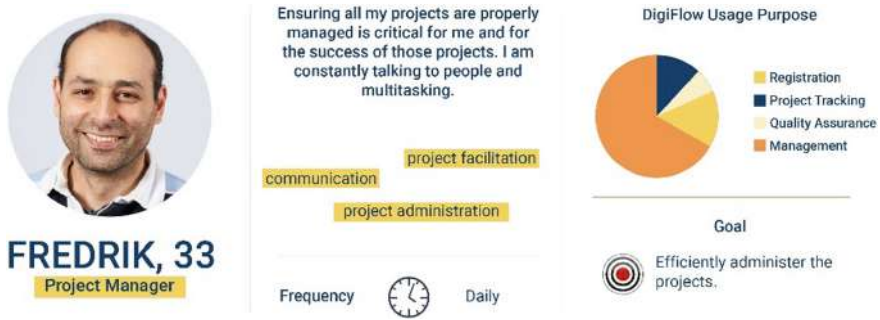 FREDRIK, 33
Project Manager
Ensuring all my projects are properly
managed is critical for me and for
the success of those projects. I am
constantly talking to people and
multitasking.
project facilitation
communication
project administration
Frequency
Daily
DigiFlow Usage Purpose
Registration
Project Tracking
Quality Assurance
Management
Goal
Efficiently administer the
projects.